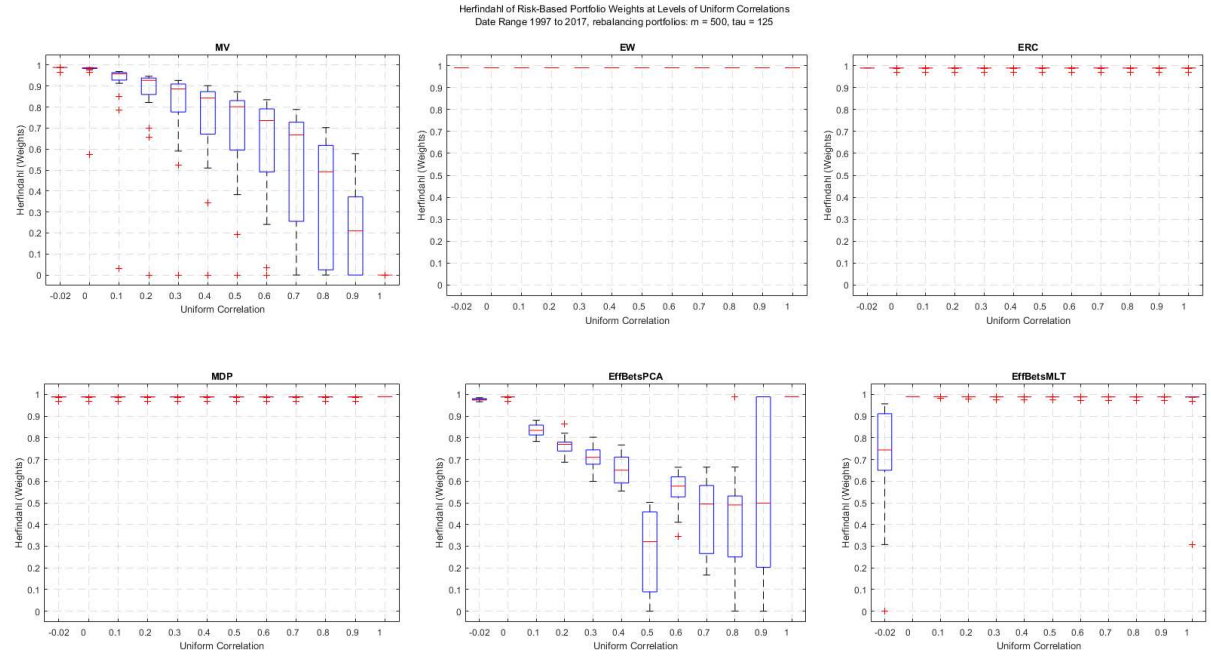 Herfindahl of Risk-Based Portfolio Weights at Levels of Uniform Correlations
Date Range 1997 to 2017, rebalancing portfolios: m = 500, tau = 125
MV
1
0.9
0.8
0.7
0.6
0.5
0.4
0.3
0.2
0.1
0
Herfindahl (Weights)
-0.02 0 0.1 0.2 0.3 0.4 0.5 0.6 0.7 0.8 0.9 1
Uniform Correlation
EW
1
0.9
0.8
0.7
0.6
0.5
0.4
0.3
0.2
0.1
0
Herfindahl (Weights)
-0.02 0 0.1 0.2 0.3 0.4 0.5 0.6 0.7 0.8 0.9 1
Uniform Correlation
ERC
1
0.9
0.8
0.7
0.6
0.5
0.4
0.3
0.2
0.1
0
Herfindahl (Weights)
-0.02 0 0.1 0.2 0.3 0.4 0.5 0.6 0.7 0.8 0.9 1
Uniform Correlation
MDP
1
0.9
0.8
0.7
0.6
0.5
0.4
0.3
0.2
0.1
0
Herfindahl (Weights)
-0.02 0 0.1 0.2 0.3 0.4 0.5 0.6 0.7 0.8 0.9 1
Uniform Correlation
EffBetsPCA
1
0.9
0.8
0.7
0.6
0.5
0.4
0.3
0.2
0.1
0
Herfindahl (Weights)
-0.02 0 0.1 0.2 0.3 0.4 0.5 0.6 0.7 0.8 0.9 1
Uniform Correlation
EffBetsMLT
1
0.9
0.8
0.7
0.6
0.5
0.4
0.3
0.2
0.1
0
Herfindahl (Weights)
-0.02 0 0.1 0.2 0.3 0.4 0.5 0.6 0.7 0.8 0.9 1
Uniform Correlation